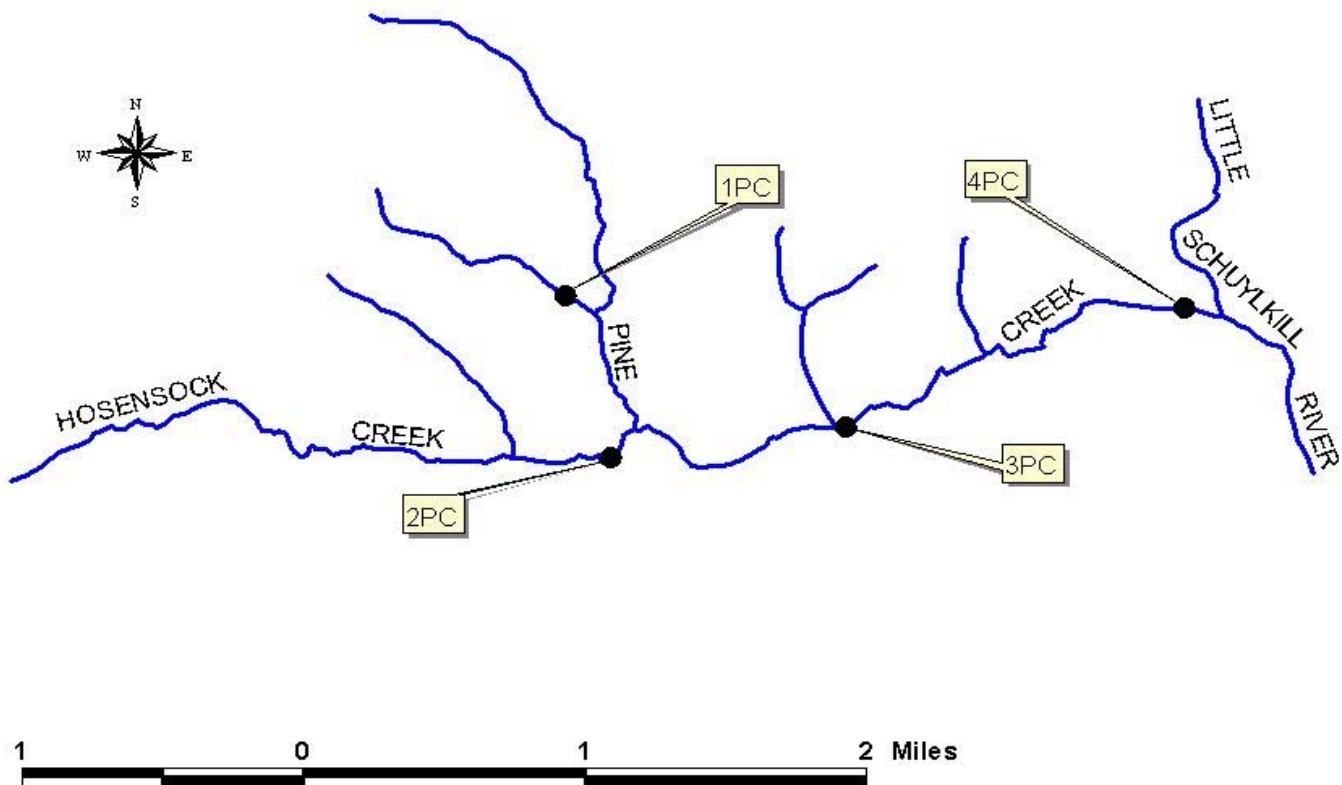 N
W E
S
1PC
4PC
LITTLE
SCHUYLKILL
RIVER
PINE
CREEK
HOSENSOCK
CREEK
3PC
2PC
1 0 1 2 Miles